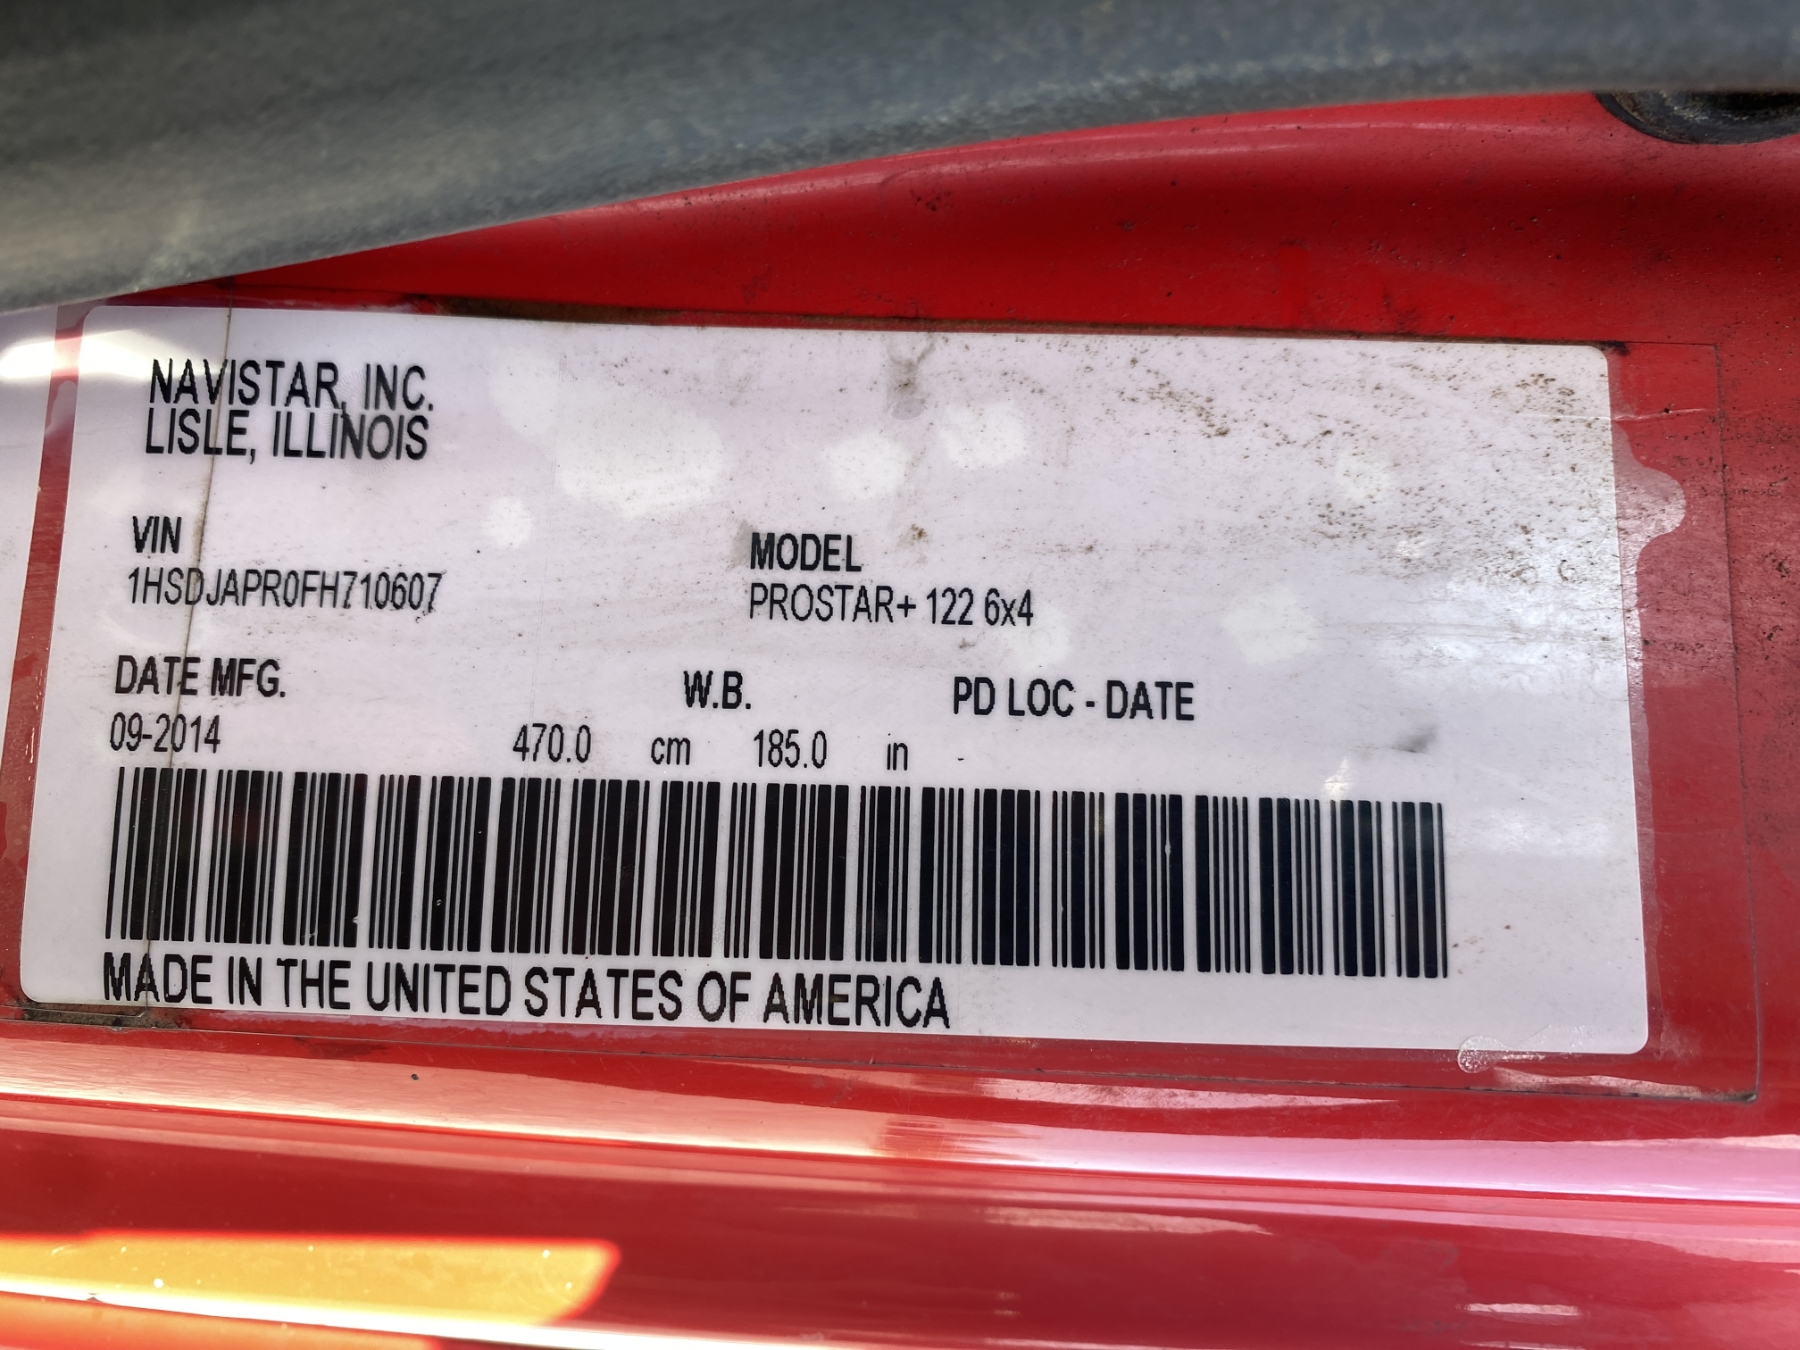 NAVISTAR, INC.
LISLE, ILLINOIS
VIN
1HSDJAPR0FH710607
MODEL
PROSTAR+ 122 6x4
DATE MFG.
09-2014
W.B.
470.0 cm 185.0 in
PD LOC - DATE
-
MADE IN THE UNITED STATES OF AMERICA